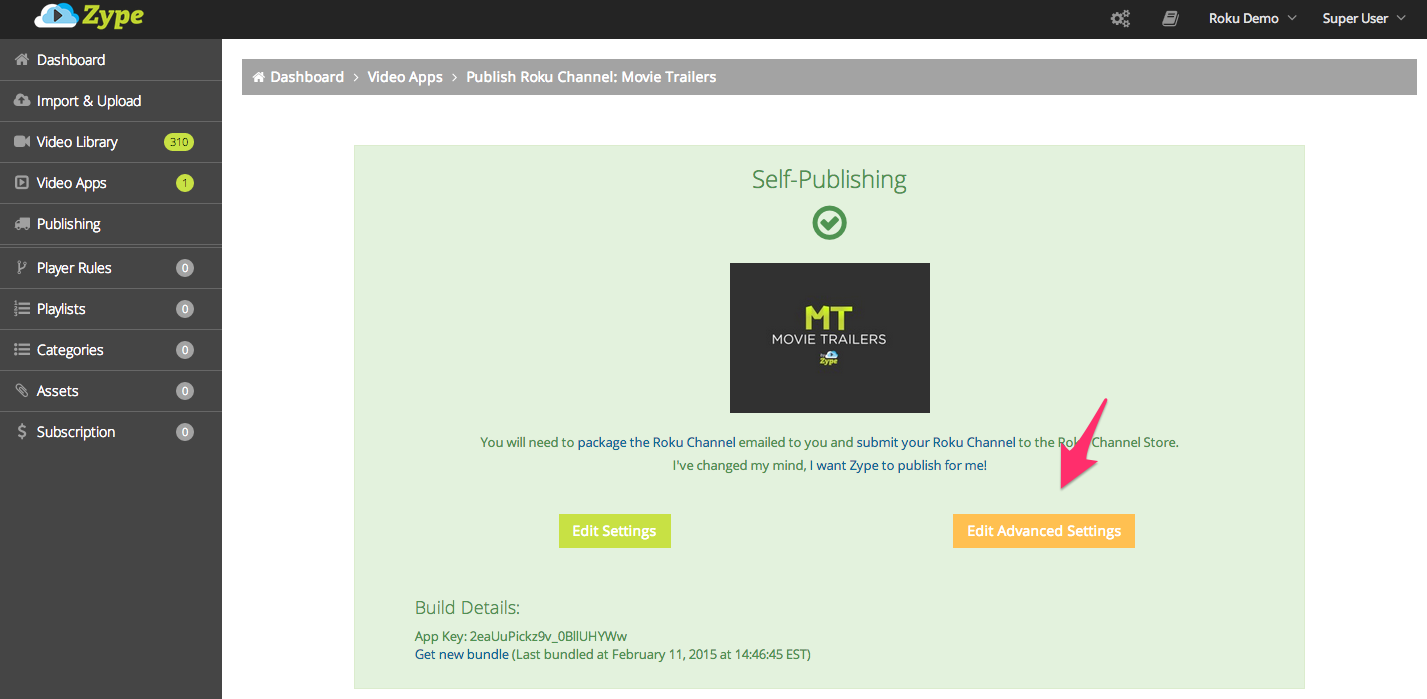 Zype
Roku Demo
Super User
Dashboard
Import & Upload
Video Library 310
Video Apps 1
Publishing
Player Rules 0
Playlists 0
Categories 0
Assets 0
Subscription 0
Dashboard > Video Apps > Publish Roku Channel: Movie Trailers
Self-Publishing
MT
MOVIE TRAILERS
by Zype
You will need to package the Roku Channel emailed to you and submit your Roku Channel to the Roku Channel Store.
I've changed my mind, I want Zype to publish for me!
Edit Settings
Edit Advanced Settings
Build Details:
App Key: 2eaUuPickz9v_0BllUHYWw
Get new bundle (Last bundled at February 11, 2015 at 14:46:45 EST)